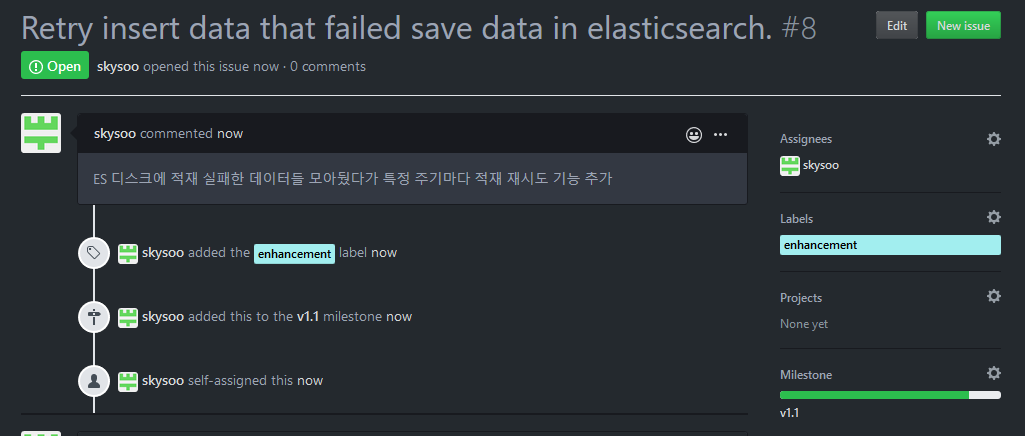 Retry insert data that failed save data in elasticsearch. #8
Edit
New issue
Open
skysoo opened this issue now · 0 comments
skysoo commented now
ES 디스크에 적재 실패한 데이터들 모아뒀다가 특정 주기마다 적재 재시도 기능 추가
skysoo added the enhancement label now
skysoo added this to the v1.1 milestone now
skysoo self-assigned this now
Assignees
skysoo
Labels
enhancement
Projects
None yet
Milestone
v1.1